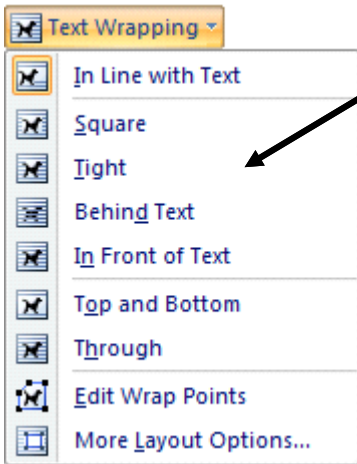 Text Wrapping
In Line with Text
Square
Tight
Behind Text
In Front of Text
Top and Bottom
Through
Edit Wrap Points
More Layout Options...